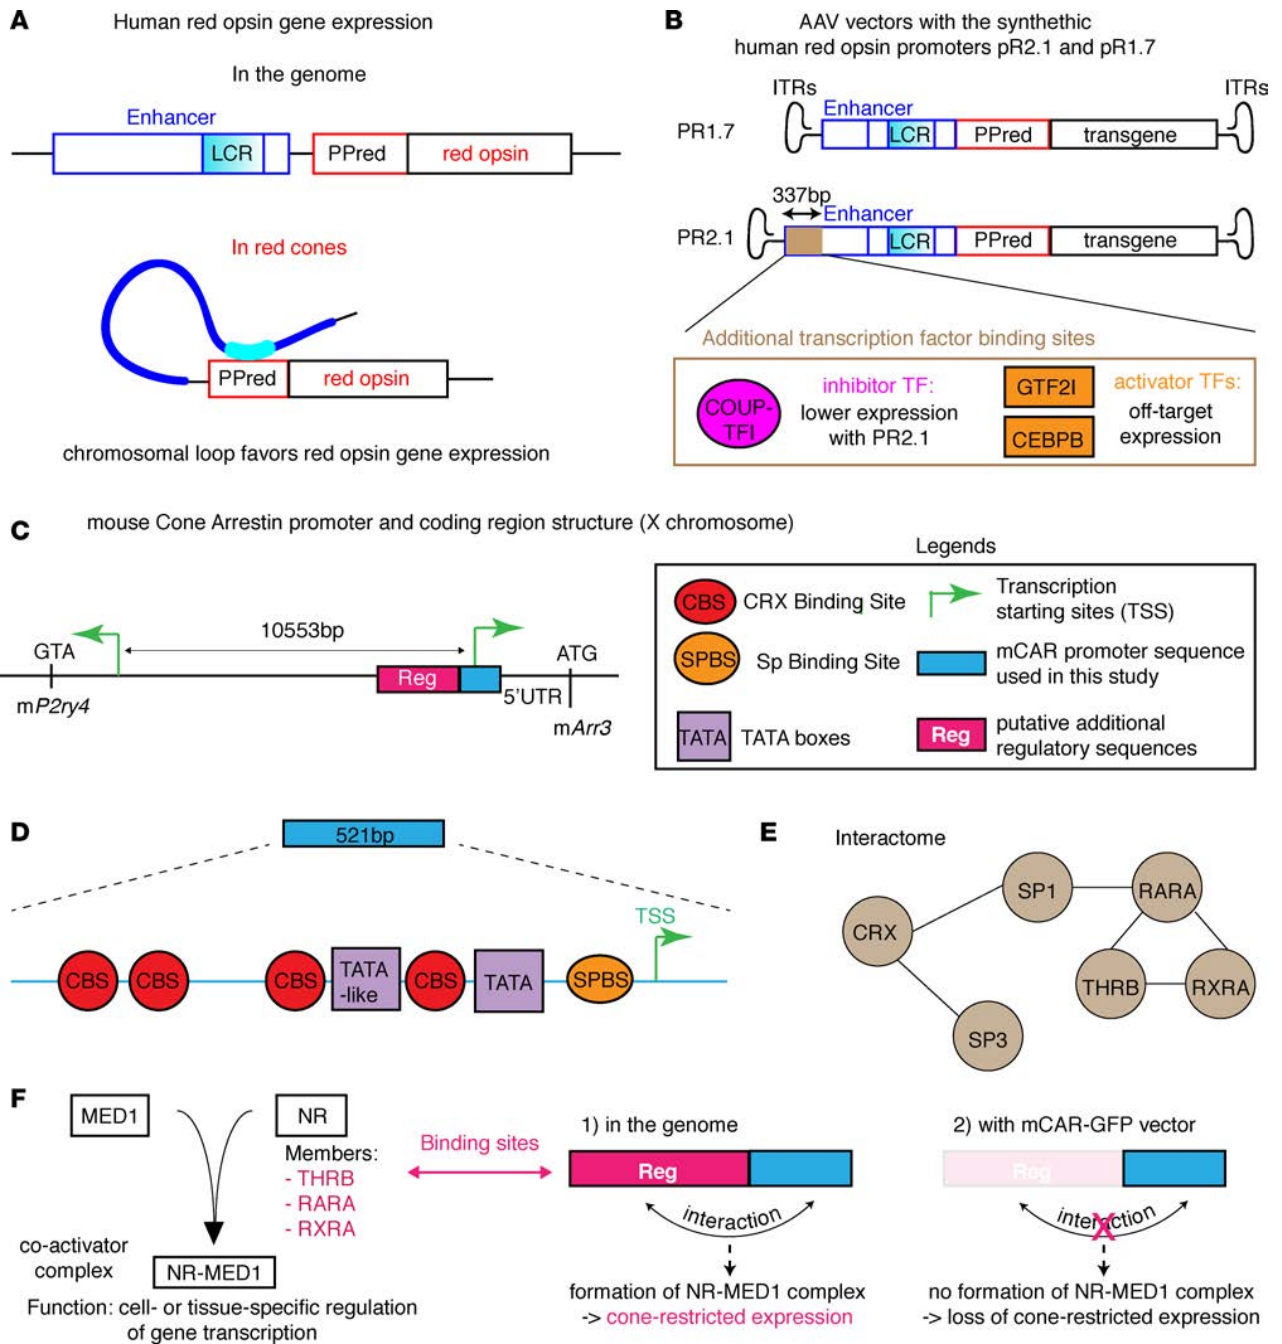 A
Human red opsin gene expression
In the genome
Enhancer
LCR
PPred
red opsin
In red cones
PPred
red opsin
chromosomal loop favors red opsin gene expression
B
AAV vectors with the synthethic
human red opsin promoters pR2.1 and pR1.7
ITRs
ITRs
Enhancer
PR1.7
LCR
PPred
transgene
337bp
Enhancer
PR2.1
LCR
PPred
transgene
Additional transcription factor binding sites
COUP-
TFI
inhibitor TF:
lower expression
with PR2.1
GTF2I
CEBPB
activator TFs:
off-target
expression
C
mouse Cone Arrestin promoter and coding region structure (X chromosome)
10553bp
GTA
ATG
Reg
5'UTR
mP2ry4
mArr3
Legends
CBS
CRX Binding Site
Transcription
starting sites (TSS)
SPBS
Sp Binding Site
mCAR promoter sequence
used in this study
TATA
TATA boxes
Reg
putative additional
regulatory sequences
D
521bp
TSS
CBS
CBS
CBS
TATA
-like
CBS
TATA
SPBS
E
Interactome
CRX
SP1
RARA
THRB
RXRA
SP3
F
MED1
NR
Members:
- THRB
- RARA
- RXRA
co-activator
complex
NR-MED1
Function: cell- or tissue-specific regulation
of gene transcription
Binding sites
1) in the genome
Reg
interaction
formation of NR-MED1 complex
-> cone-restricted expression
2) with mCAR-GFP vector
Reg
interaction
X
no formation of NR-MED1 complex
-> loss of cone-restricted expression